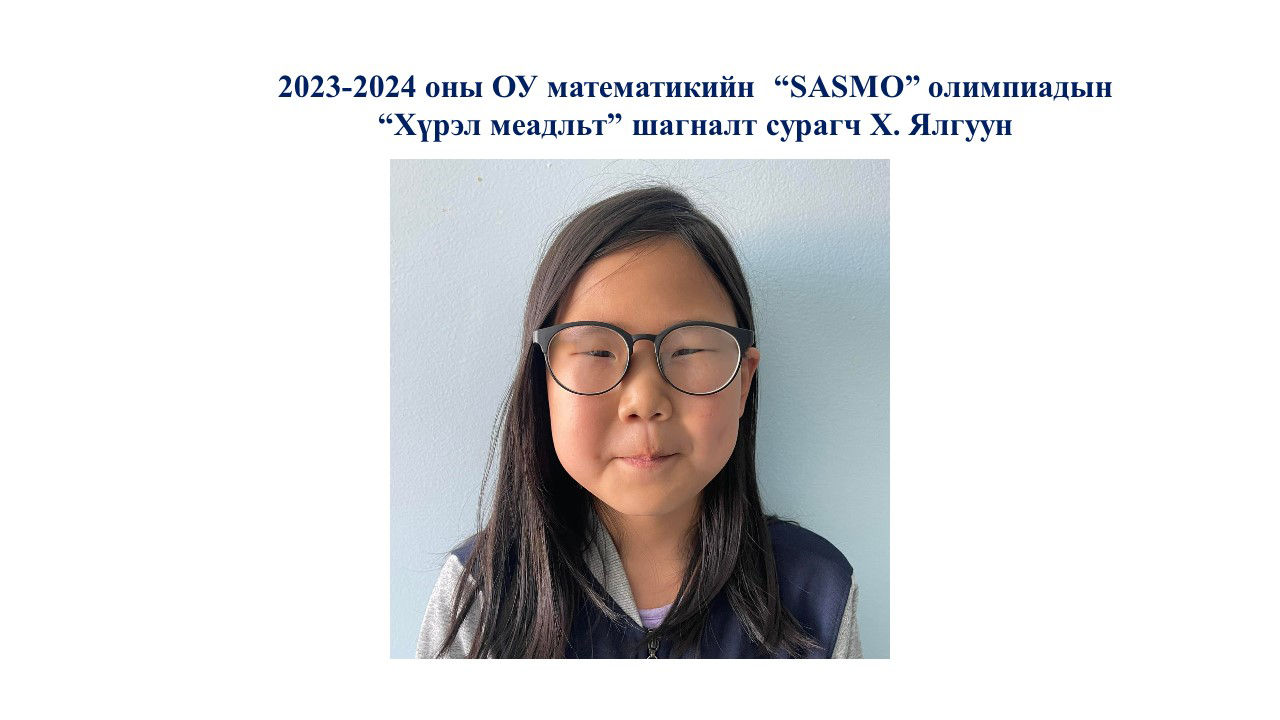 2023-2024 оны ОУ математикийн “SASMO” олимпиадын
“Хүрэл меадльт” шагналт сурагч Х. Ялгуун